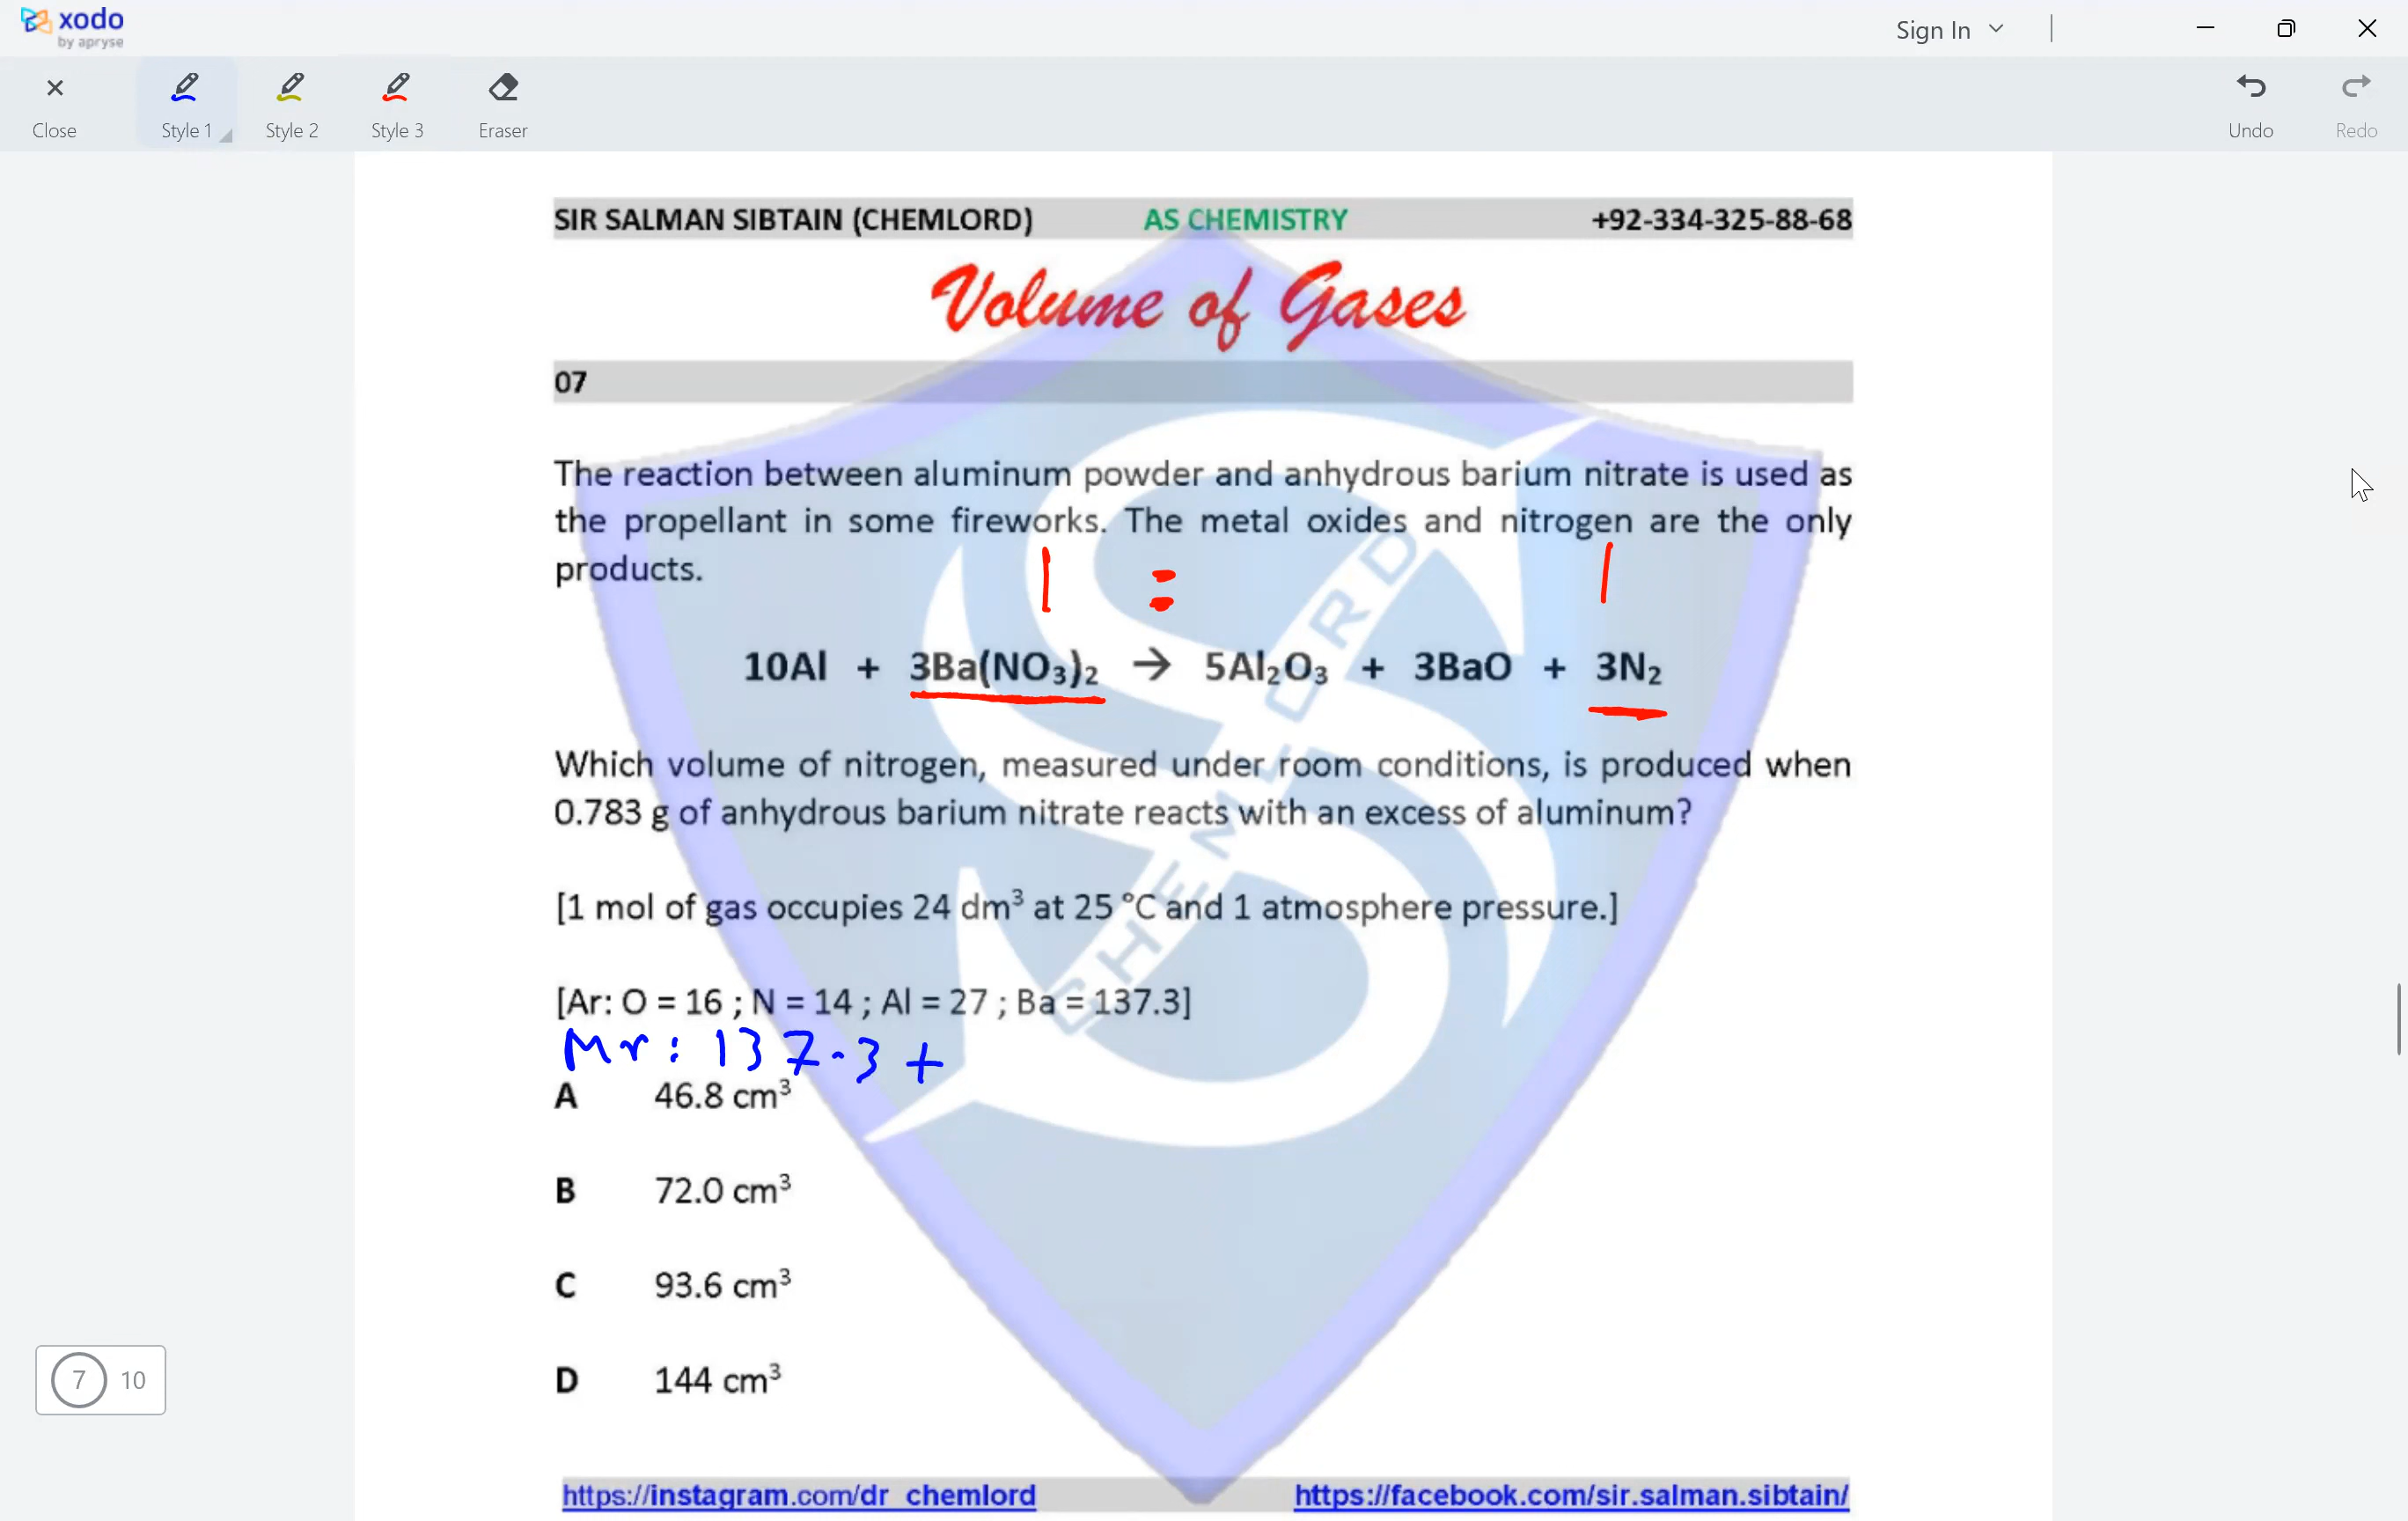 xodo
by apryse
Sign In
Close Style 1 Style 2 Style 3 Eraser Undo Redo
SIR SALMAN SIBTAIN (CHEMLORD) AS CHEMISTRY +92-334-325-88-68
Volume of Gases
07
The reaction between aluminum powder and anhydrous barium nitrate is used as
the propellant in some fireworks. The metal oxides and nitrogen are the only
products.
1 : 1
10Al + 3Ba(NO₃)₂ → 5Al₂O₃ + 3BaO + 3N₂
Which volume of nitrogen, measured under room conditions, is produced when
0.783 g of anhydrous barium nitrate reacts with an excess of aluminum?
[1 mol of gas occupies 24 dm³ at 25 °C and 1 atmosphere pressure.]
[Ar: O = 16 ; N = 14 ; Al = 27 ; Ba = 137.3]
Mr: 137.3 +
A 46.8 cm³
B 72.0 cm³
C 93.6 cm³
D 144 cm³
7 10
https://instagram.com/dr_chemlord https://facebook.com/sir.salman.sibtain/
CHEMLORD